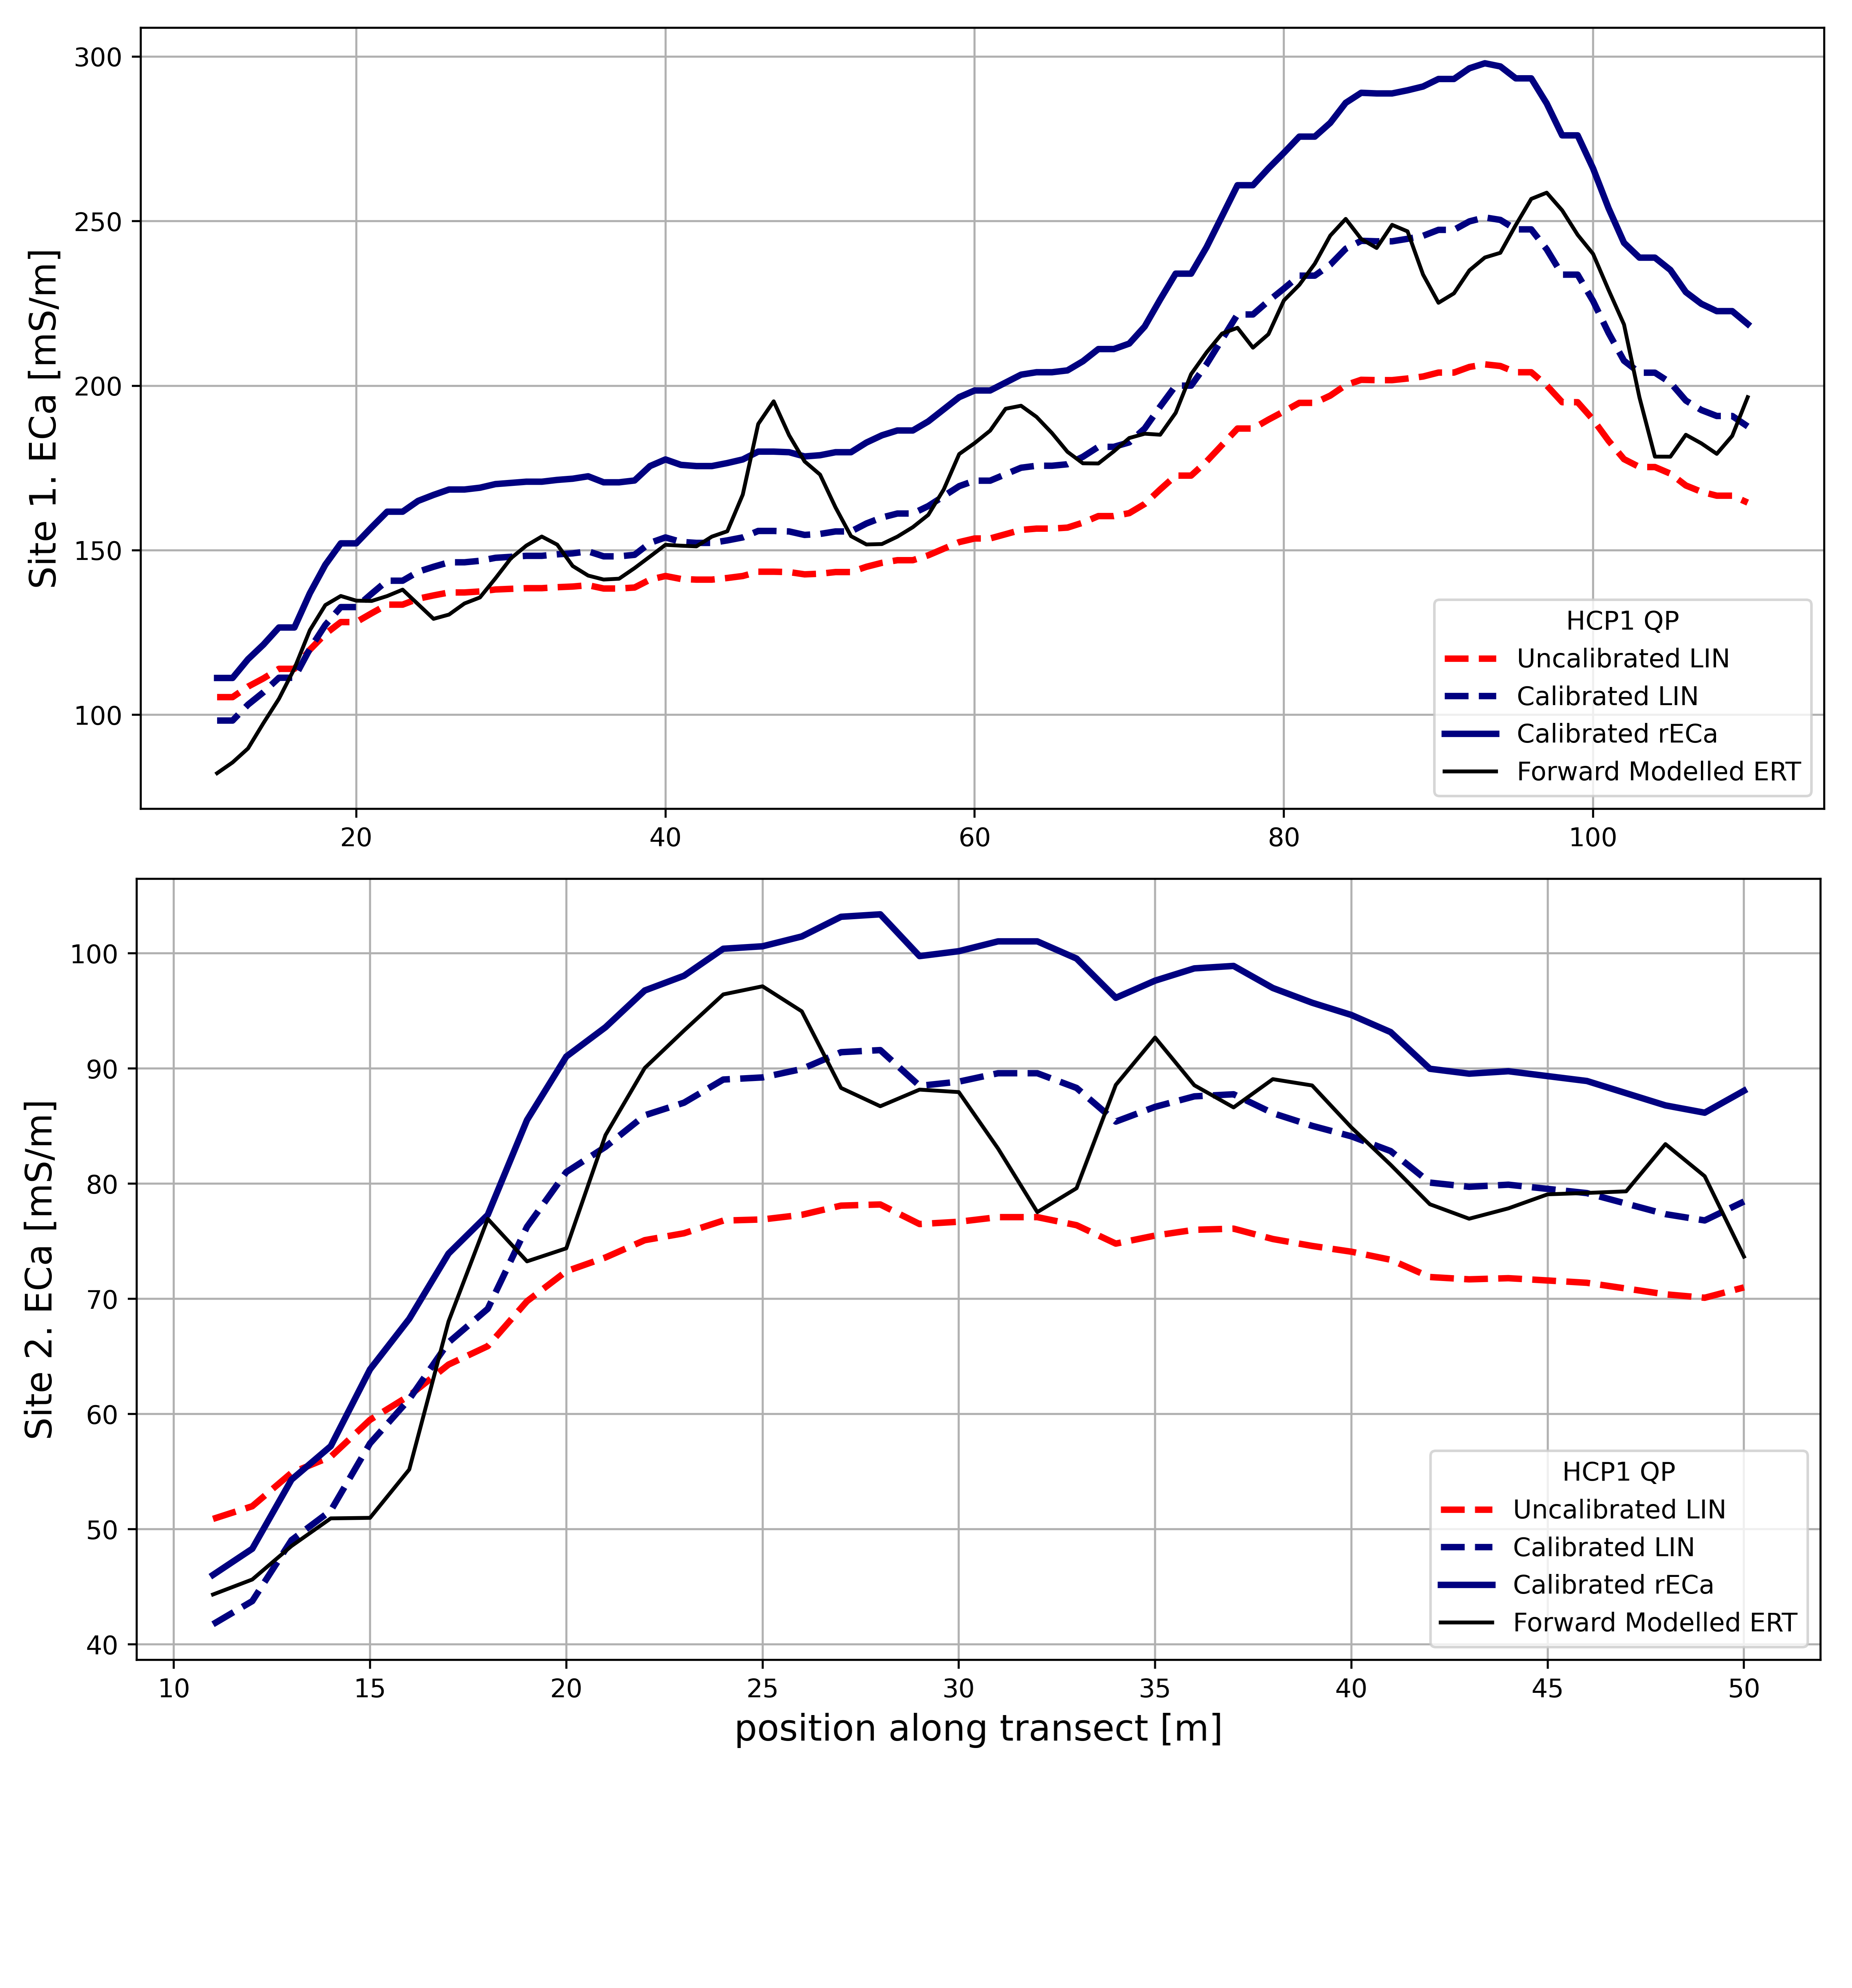 Site 1. ECa [mS/m]
300
250
200
150
100
20 40 60 80 100
HCP1 QP
Uncalibrated LIN
Calibrated LIN
Calibrated rECa
Forward Modelled ERT
Site 2. ECa [mS/m]
100
90
80
70
60
50
40
10 15 20 25 30 35 40 45 50
HCP1 QP
Uncalibrated LIN
Calibrated LIN
Calibrated rECa
Forward Modelled ERT
position along transect [m]